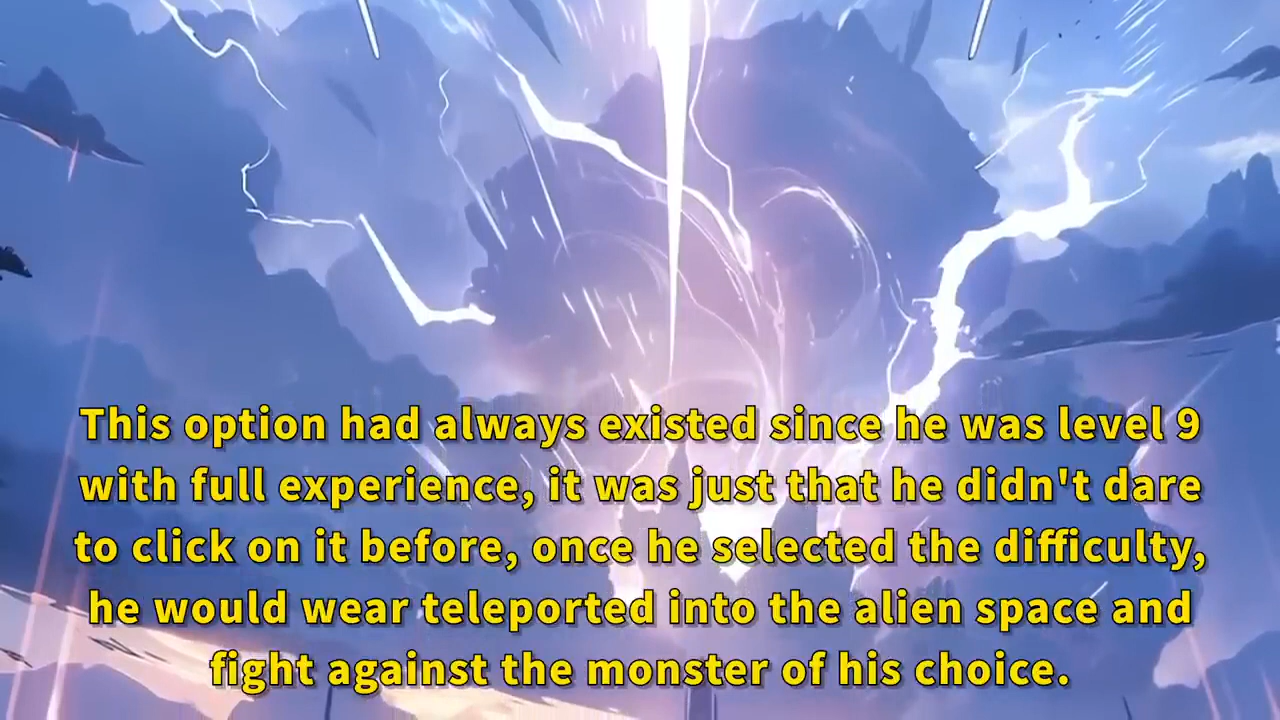 This option had always existed since he was level 9
with full experience, it was just that he didn't dare
to click on it before, once he selected the difficulty,
he would wear teleported into the alien space and
fight against the monster of his choice.